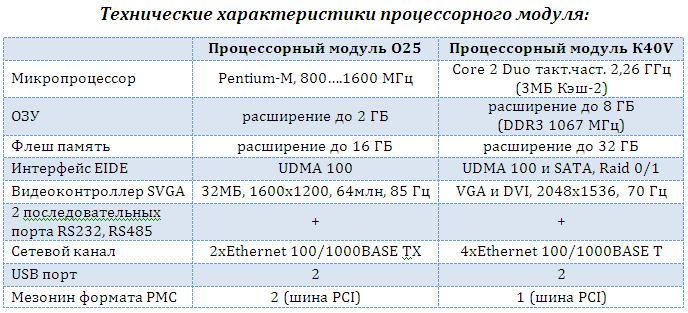 Технические характеристики процессорного модуля:
Процессорный модуль О25 Процессорный модуль К40V
Микропроцессор Pentium-M, 800….1600 МГц Core 2 Duo такт.част. 2,26 ГГц
(3МБ Кэш-2)
ОЗУ расширение до 2 ГБ расширение до 8 ГБ
(DDR3 1067 МГц)
Флеш память расширение до 16 ГБ расширение до 32 ГБ
Интерфейс EIDE UDMA 100 UDMA 100 и SATA, Raid 0/1
Видеоконтроллер SVGA 32МБ, 1600х1200, 64млн, 85 Гц VGA и DVI, 2048х1536, 70 Гц
2 последовательных
порта RS232, RS485 + +
Сетевой канал 2xEthernet 100/1000BASE TX 4xEthernet 100/1000BASE T
USB порт 2 2
Мезонин формата РМС 2 (шина PCI) 1 (шина PCI)